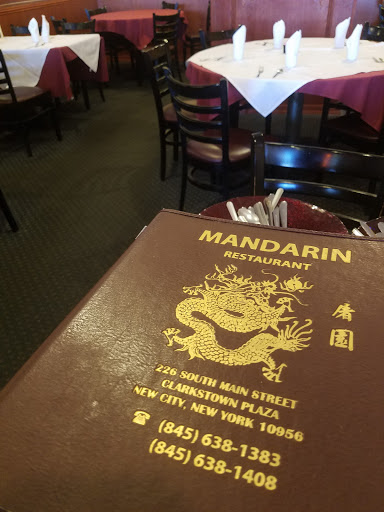 MANDARIN
RESTAURANT
園
226 SOUTH MAIN STREET
CLARKSTOWN PLAZA
NEW CITY, NEW YORK 10956
☎ (845) 638-1383
(845) 638-1408